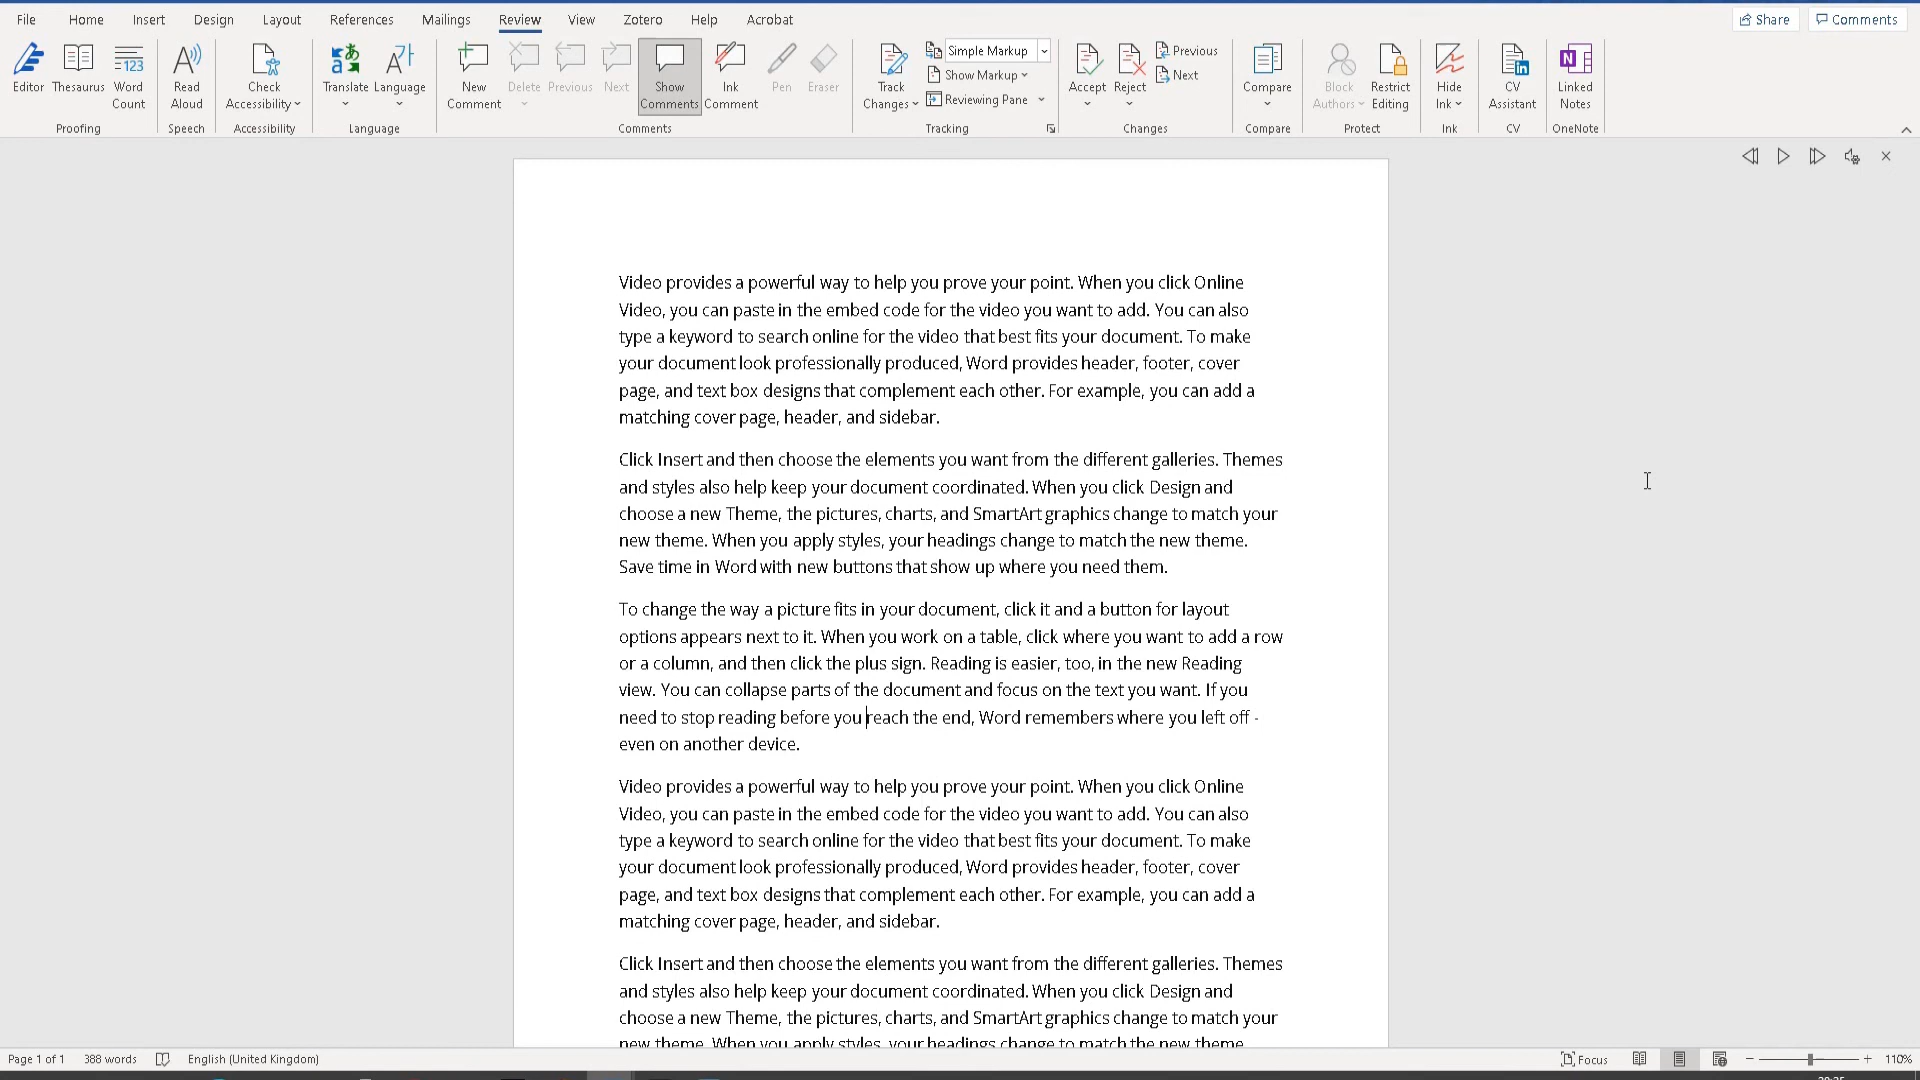 File Home Insert Design Layout References Mailings Review View Zotero Help Acrobat Share Comments
Editor Thesaurus Word Count Read Aloud Check Accessibility Translate Language New Comment Delete Previous Next Show Comments Ink Comment Pen Eraser Track Changes Simple Markup Show Markup Reviewing Pane Accept Reject Previous Next Compare Block Authors Restrict Editing Hide Ink CV Assistant Linked Notes
Proofing Speech Accessibility Language Comments Tracking Changes Compare Protect Ink CV OneNote
Video provides a powerful way to help you prove your point. When you click Online
Video, you can paste in the embed code for the video you want to add. You can also
type a keyword to search online for the video that best fits your document. To make
your document look professionally produced, Word provides header, footer, cover
page, and text box designs that complement each other. For example, you can add a
matching cover page, header, and sidebar.
Click Insert and then choose the elements you want from the different galleries. Themes
and styles also help keep your document coordinated. When you click Design and
choose a new Theme, the pictures, charts, and SmartArt graphics change to match your
new theme. When you apply styles, your headings change to match the new theme.
Save time in Word with new buttons that show up where you need them.
To change the way a picture fits in your document, click it and a button for layout
options appears next to it. When you work on a table, click where you want to add a row
or a column, and then click the plus sign. Reading is easier, too, in the new Reading
view. You can collapse parts of the document and focus on the text you want. If you
need to stop reading before you reach the end, Word remembers where you left off -
even on another device.
Video provides a powerful way to help you prove your point. When you click Online
Video, you can paste in the embed code for the video you want to add. You can also
type a keyword to search online for the video that best fits your document. To make
your document look professionally produced, Word provides header, footer, cover
page, and text box designs that complement each other. For example, you can add a
matching cover page, header, and sidebar.
Click Insert and then choose the elements you want from the different galleries. Themes
and styles also help keep your document coordinated. When you click Design and
choose a new Theme, the pictures, charts, and SmartArt graphics change to match your
new theme. When you apply styles, your headings change to match the new theme
Page 1 of 1 388 words English (United Kingdom) Focus 110%